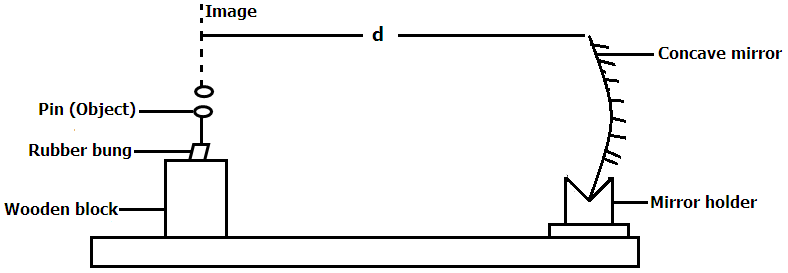 Image
d
Concave mirror
Pin (Object)
Rubber bung
Wooden block
Mirror holder